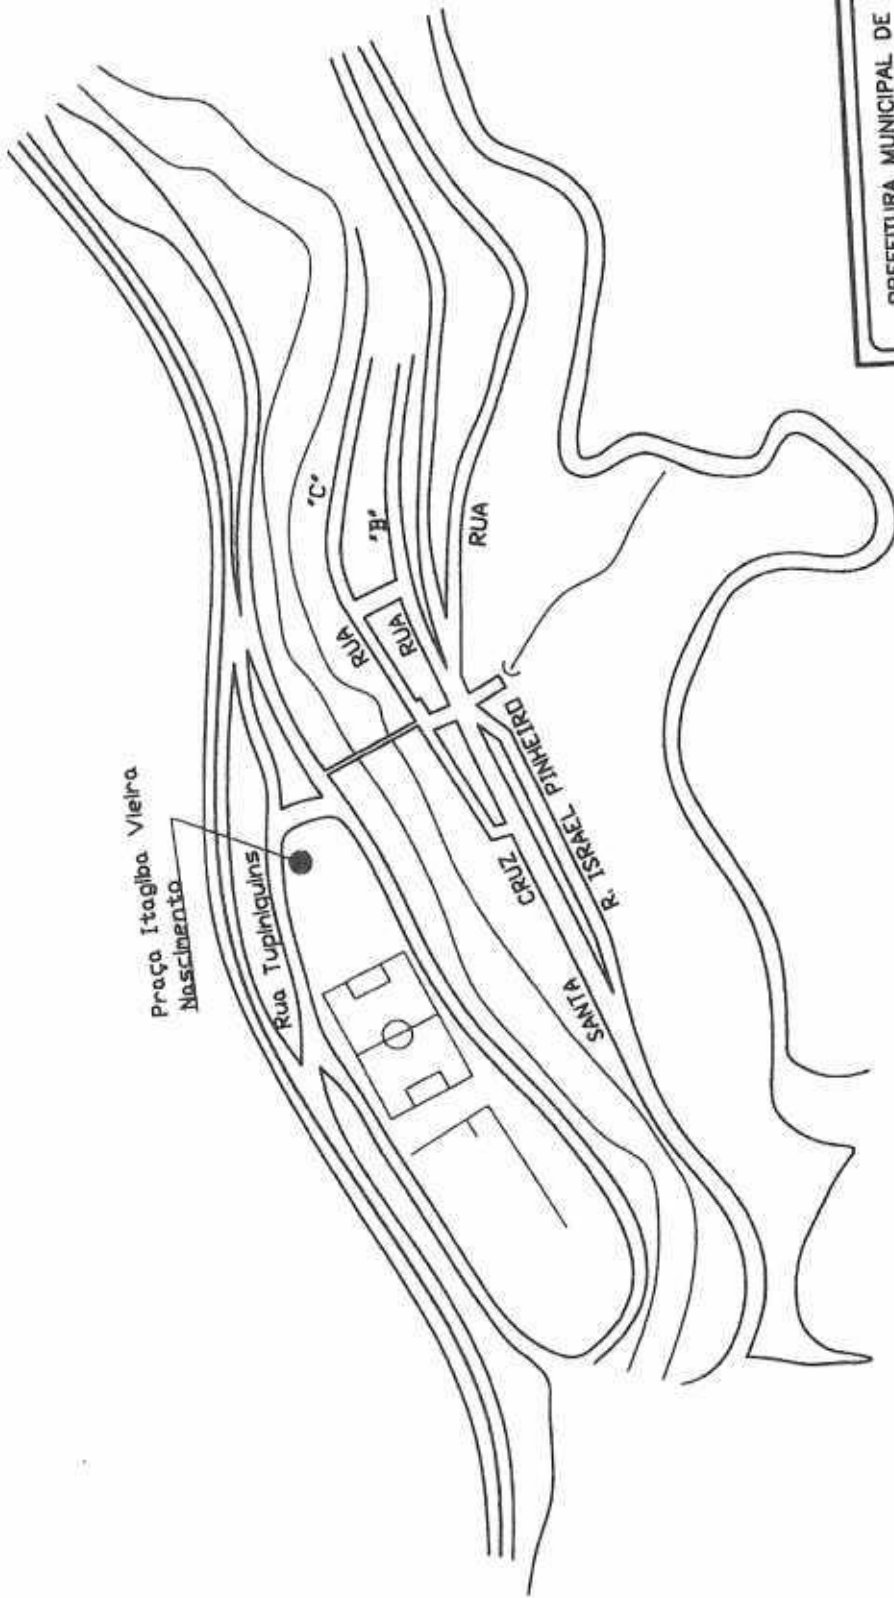 Praça Itagiba Vieira
Nascimento
Rua Tupiniquins
RUA "C"
RUA "B"
RUA
SANTA CRUZ
R. ISRAEL PINHEIRO
PREFEITURA MUNICIPAL DE